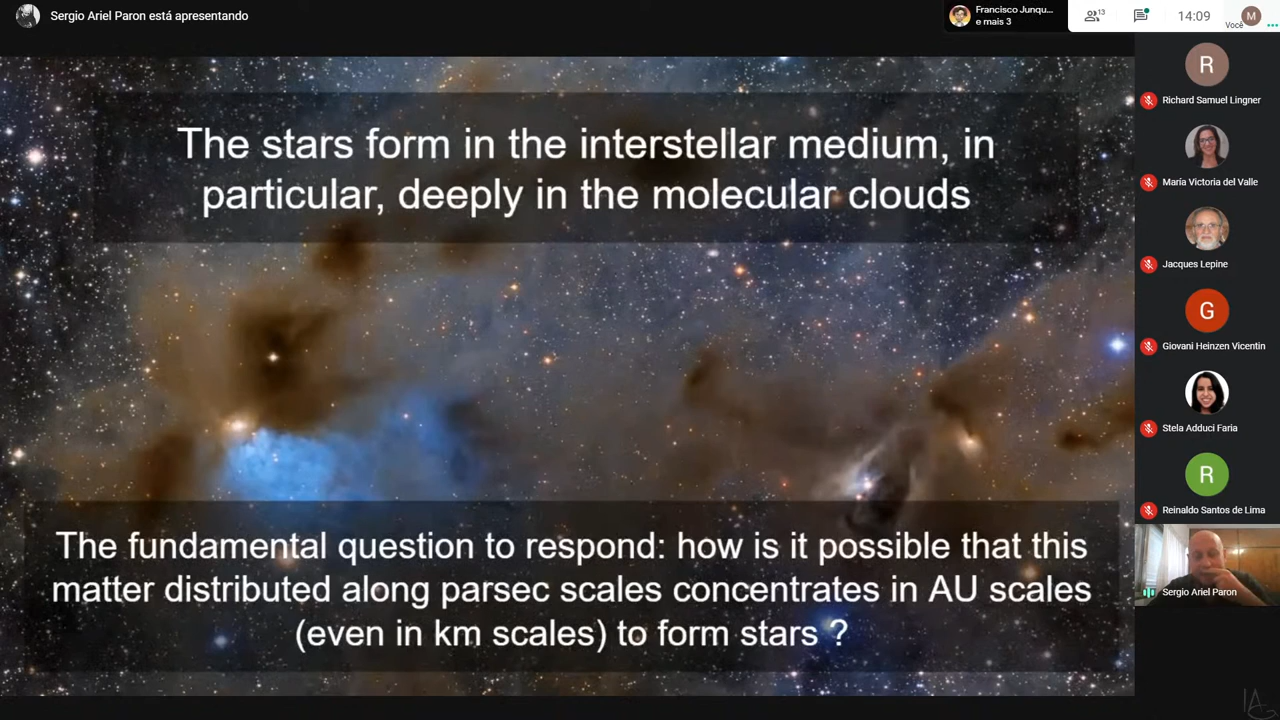 Sergio Ariel Paron está apresentando
Francisco Junqu...
e mais 3
13
14:09
M
Você
The stars form in the interstellar medium, in
particular, deeply in the molecular clouds
The fundamental question to respond: how is it possible that this
matter distributed along parsec scales concentrates in AU scales
(even in km scales) to form stars ?
R
Richard Samuel Lingner
María Victoria del Valle
Jacques Lepine
G
Giovani Heinzen Vicentin
Stela Adduci Faria
R
Reinaldo Santos de Lima
Sergio Ariel Paron
IAG